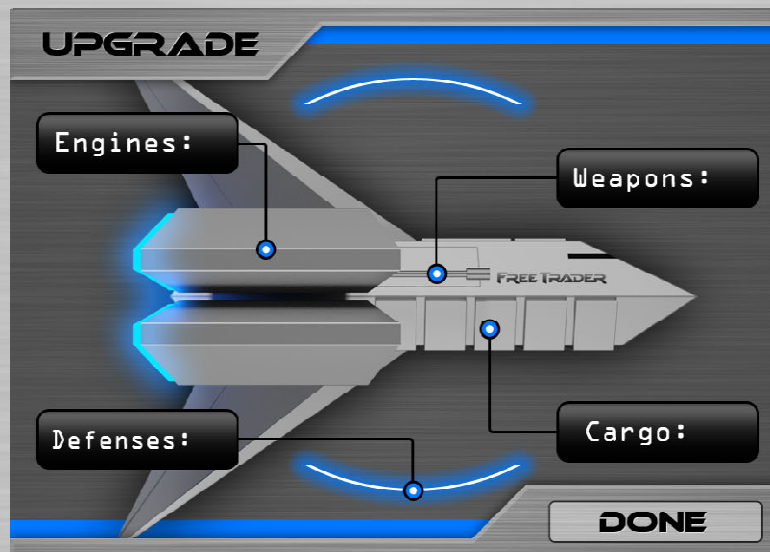 UPGRADE
Engines:
Weapons:
FREE TRADER
Defenses:
Cargo:
DONE